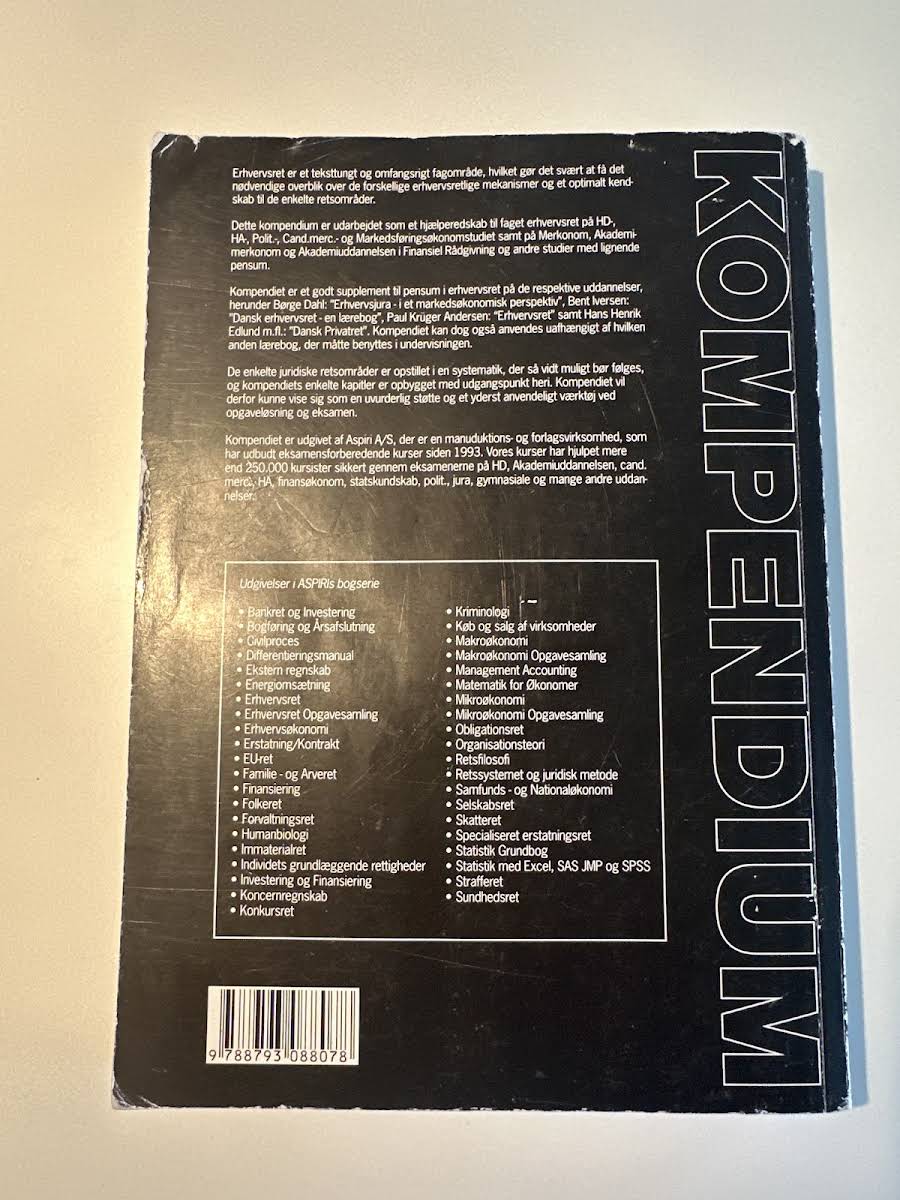 Erhvervsret er et teksttungt og omfangsrigt fagområde, hvilket gør det svært at få det
nødvendige overblik over de forskellige erhvervsretlige mekanismer og et optimalt kend-
skab til de enkelte retsområder.
Dette kompendium er udarbejdet som et hjælperedskab til faget erhvervsret på HD-,
HA-, Polit.-, Cand.merc.- og Markedsføringsøkonomstudiet samt på Merkonom, Akademi-
merkonom og Akademiuddannelsen i Finansiel Rådgivning og andre studier med lignende
pensum.
Kompendiet er et godt supplement til pensum i erhvervsret på de respektive uddannelser,
herunder Børge Dahl: "Erhvervsjura - i et markedsøkonomisk perspektiv", Bent Iversen:
"Dansk erhvervsret - en lærebog", Paul Krüger Andersen: "Erhvervsret" samt Hans Henrik
Edlund m.fl.: "Dansk Privatret". Kompendiet kan dog også anvendes uafhængigt af hvilken
anden lærebog, der måtte benyttes i undervisningen.
De enkelte juridiske retsområder er opstillet i en systematik, der så vidt muligt bør følges,
og kompendiets enkelte kapitler er opbygget med udgangspunkt heri. Kompendiet vil
derfor kunne vise sig som en uvurderlig støtte og et yderst anvendeligt værktøj ved
opgaveløsning og eksamen.
Kompendiet er udgivet af Aspiri A/S, der er en manuduktions- og forlagsvirksomhed, som
har udbudt eksamensforberedende kurser siden 1993. Vores kurser har hjulpet mere
end 250.000 kursister sikkert gennem eksamenerne på HD, Akademiuddannelsen, cand.
merc., HA, finansøkonom, statskundskab, polit., jura, gymnasiale og mange andre uddan-
nelser.
Udgivelser i ASPIRIs bogserie
• Bankret og Investering
• Bogføring og Årsafslutning
• Civilproces
• Differentieringsmanual
• Ekstern regnskab
• Energiomsætning
• Erhvervsret
• Erhvervsret Opgavesamling
• Erhvervsøkonomi
• Erstatning/Kontrakt
• EU-ret
• Familie - og Arveret
• Finansiering
• Folkeret
• Forvaltningsret
• Humanbiologi
• Immaterialret
• Individets grundlæggende rettigheder
• Investering og Finansiering
• Koncernregnskab
• Konkursret
• Kriminologi
• Køb og salg af virksomheder
• Makroøkonomi
• Makroøkonomi Opgavesamling
• Management Accounting
• Matematik for Økonomer
• Mikroøkonomi
• Mikroøkonomi Opgavesamling
• Obligationsret
• Organisationsteori
• Retsfilosofi
• Retssystemet og juridisk metode
• Samfunds - og Nationaløkonomi
• Selskabsret
• Skatteret
• Specialiseret erstatningsret
• Statistik Grundbog
• Statistik med Excel, SAS JMP og SPSS
• Strafferet
• Sundhedsret
9 788793 088078
KOMPENDIUM